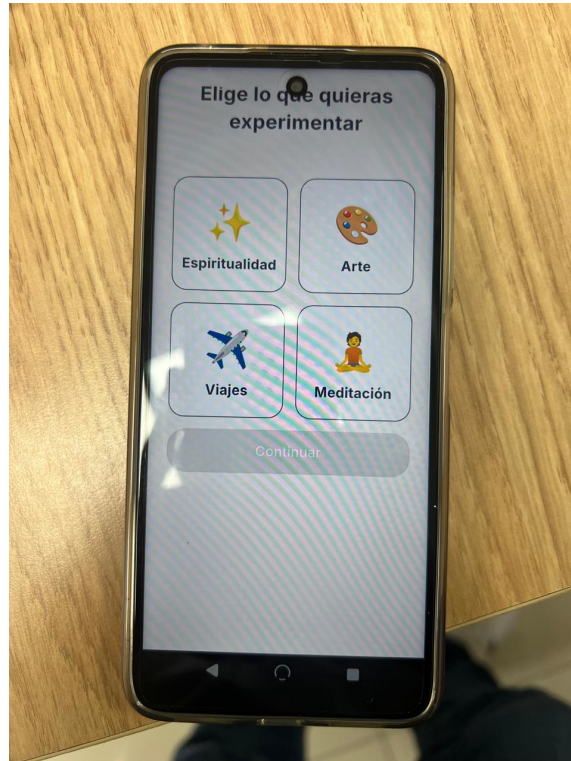 Elige lo que quieras
experimentar
Espiritualidad
Arte
Viajes
Meditación
Continuar